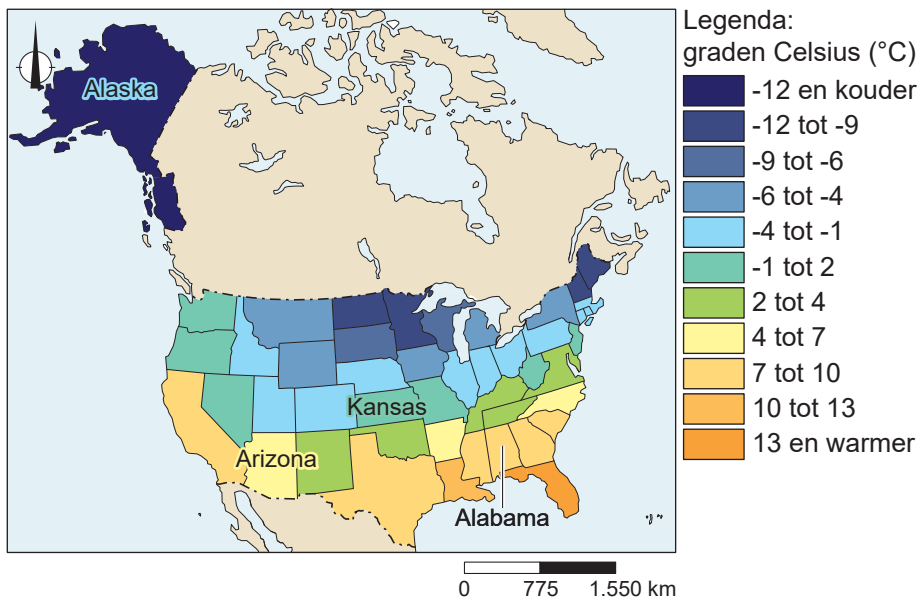 Legenda:
graden Celsius (°C)
-12 en kouder
-12 tot -9
-9 tot -6
-6 tot -4
-4 tot -1
-1 tot 2
2 tot 4
4 tot 7
7 tot 10
10 tot 13
13 en warmer
Alaska
Kansas
Arizona
Alabama
0 775 1.550 km